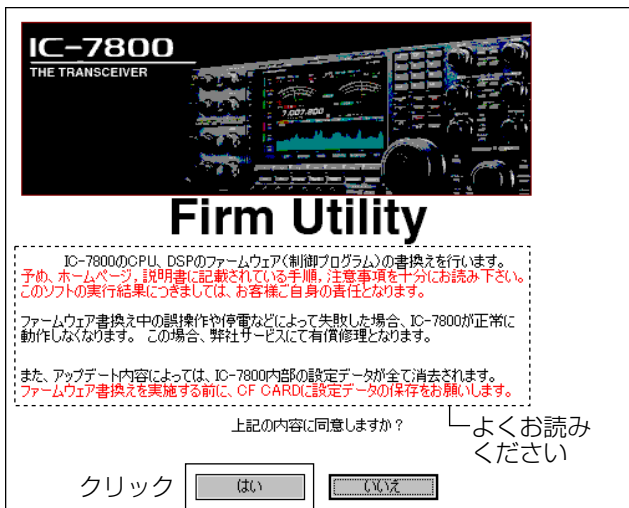 IC-7800
THE TRANSCEIVER
7.007.800
Firm Utility
IC-7800のCPU、DSPのファームウェア(制御プログラム)の書換えを行います。
予め、ホームページ，説明書に記載されている手順，注意事項を十分にお読み下さい。
このソフトの実行結果につきましては、お客様ご自身の責任となります。
ファームウェア書換え中の誤操作や停電などによって失敗した場合、IC-7800が正常に
動作しなくなります。 この場合、弊社サービスにて有償修理となります。
また、アップデート内容によっては、IC-7800内部の設定データが全て消去されます。
ファームウェア書換えを実施する前に、CF CARDに設定データの保存をお願いします。
上記の内容に同意しますか？
よくお読み
ください
クリック
はい
いいえ